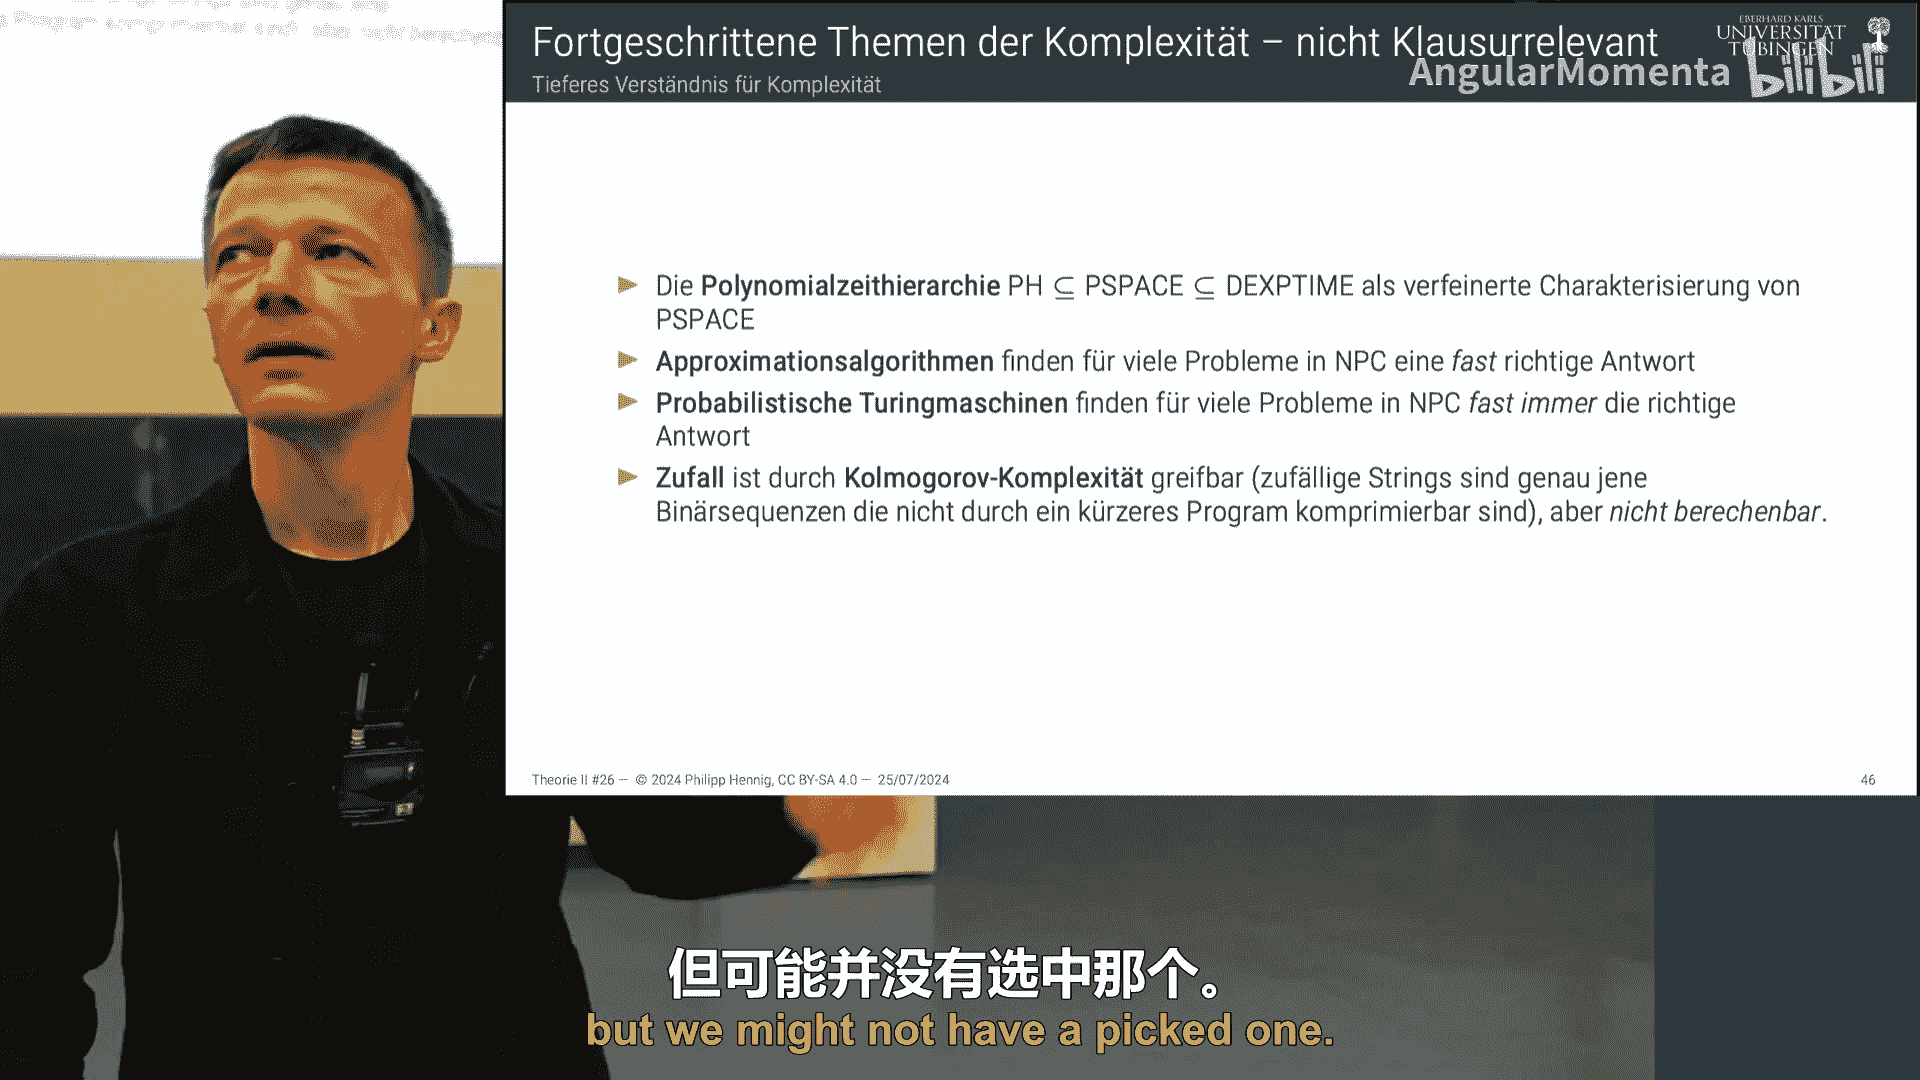 Fortgeschrittene Themen der Komplexität – nicht Klausurrelevant
Tieferes Verständnis für Komplexität
EBERHARD KARLS
UNIVERSITÄT
TÜBINGEN
AngularMomenta
bilibili
Die Polynomialzeithierarchie PH ⊆ PSPACE ⊆ DEXPTIME als verfeinerte Charakterisierung von
PSPACE
Approximationsalgorithmen finden für viele Probleme in NPC eine fast richtige Antwort
Probabilistische Turingmaschinen finden für viele Probleme in NPC fast immer die richtige
Antwort
Zufall ist durch Kolmogorov-Komplexität greifbar (zufällige Strings sind genau jene
Binärsequenzen die nicht durch ein kürzeres Program komprimierbar sind), aber nicht berechenbar.
Theorie II #26 — © 2024 Philipp Hennig, CC BY-SA 4.0 — 25/07/2024
46
但可能并没有选中那个。
but we might not have a picked one.